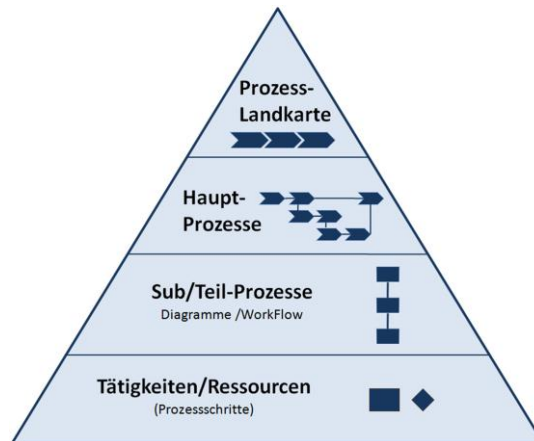 Prozess-
Landkarte
Haupt-
Prozesse
Sub/Teil-Prozesse
Diagramme /WorkFlow
Tätigkeiten/Ressourcen
(Prozessschritte)